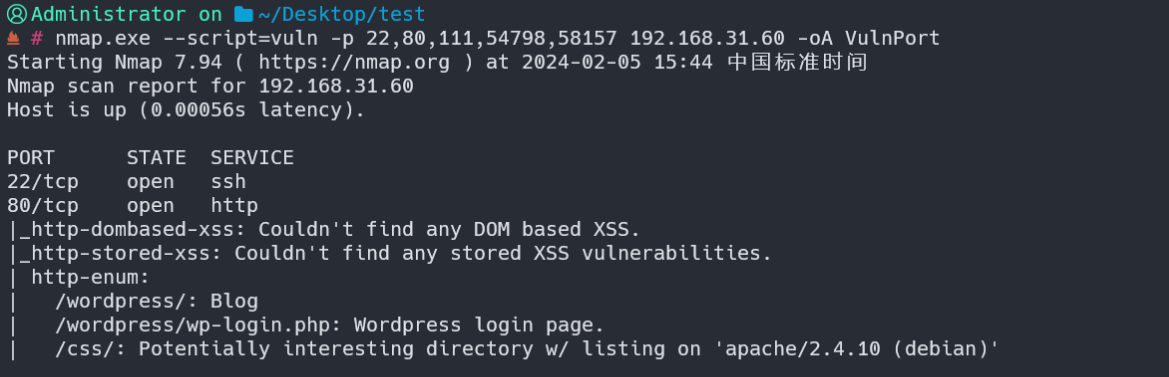 Administrator on ~/Desktop/test
# nmap.exe --script=vuln -p 22,80,111,54798,58157 192.168.31.60 -oA VulnPort
Starting Nmap 7.94 ( https://nmap.org ) at 2024-02-05 15:44 中国标准时间
Nmap scan report for 192.168.31.60
Host is up (0.00056s latency).
PORT      STATE  SERVICE
22/tcp    open   ssh
80/tcp    open   http
|_http-dombased-xss: Couldn't find any DOM based XSS.
|_http-stored-xss: Couldn't find any stored XSS vulnerabilities.
| http-enum:
|   /wordpress/: Blog
|   /wordpress/wp-login.php: Wordpress login page.
|   /css/: Potentially interesting directory w/ listing on 'apache/2.4.10 (debian)'